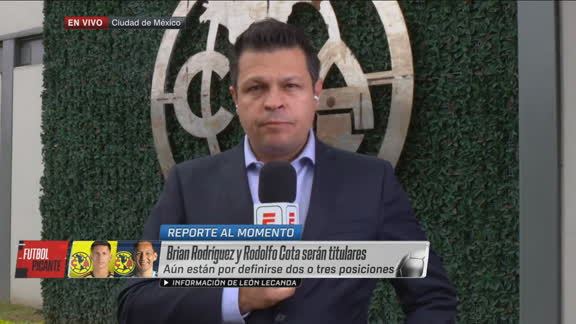 EN VIVO
Ciudad de México
CA
E
REPORTE AL MOMENTO
FUTBOL
PICANTE
Brian Rodríguez y Rodolfo Cota serán titulares
Aún están por definirse dos o tres posiciones
INFORMACIÓN DE LEÓN LECANDA